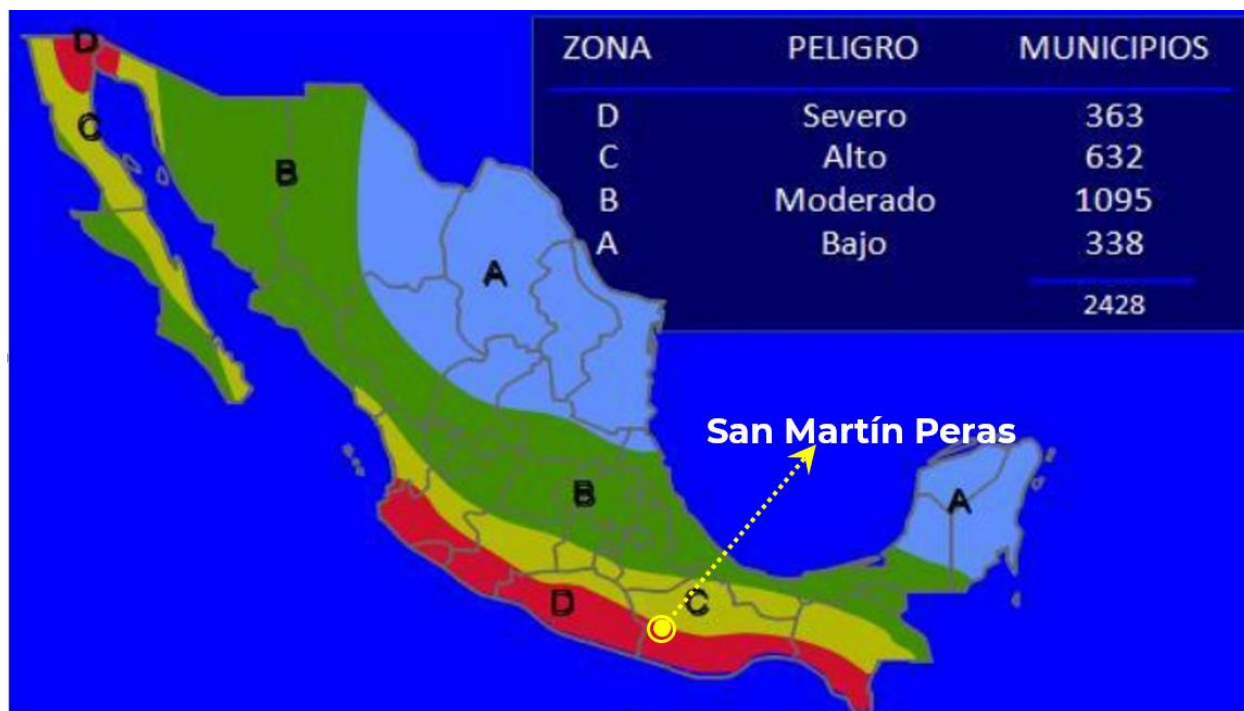 ZONA PELIGRO MUNICIPIOS
D Severo 363
C Alto 632
B Moderado 1095
A Bajo 338
2428
D
C
B
A
San Martín Peras
B
A
D
C